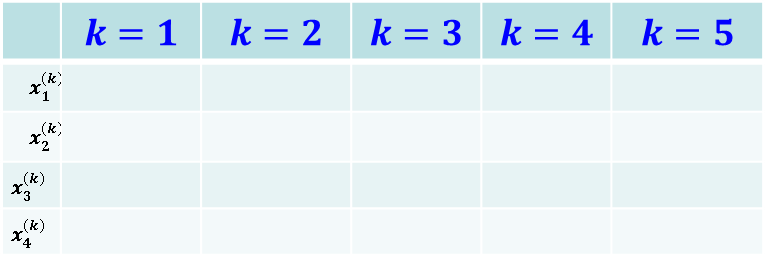 k = 1 k = 2 k = 3 k = 4 k = 5
x₁⁽ᵏ⁾
x₂⁽ᵏ⁾
x₃⁽ᵏ⁾
x₄⁽ᵏ⁾